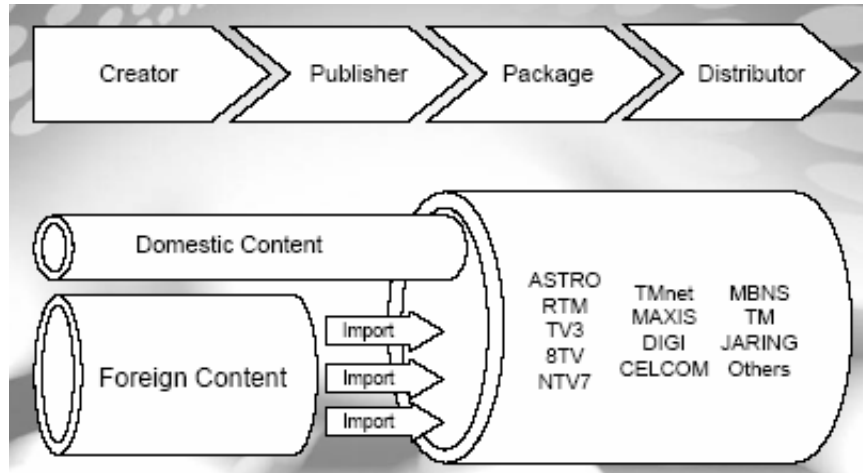 Creator
Publisher
Package
Distributor
Domestic Content
Foreign Content
Import
Import
Import
ASTRO
RTM
TV3
8TV
NTV7
TMnet
MAXIS
DIGI
CELCOM
MBNS
TM
JARING
Others